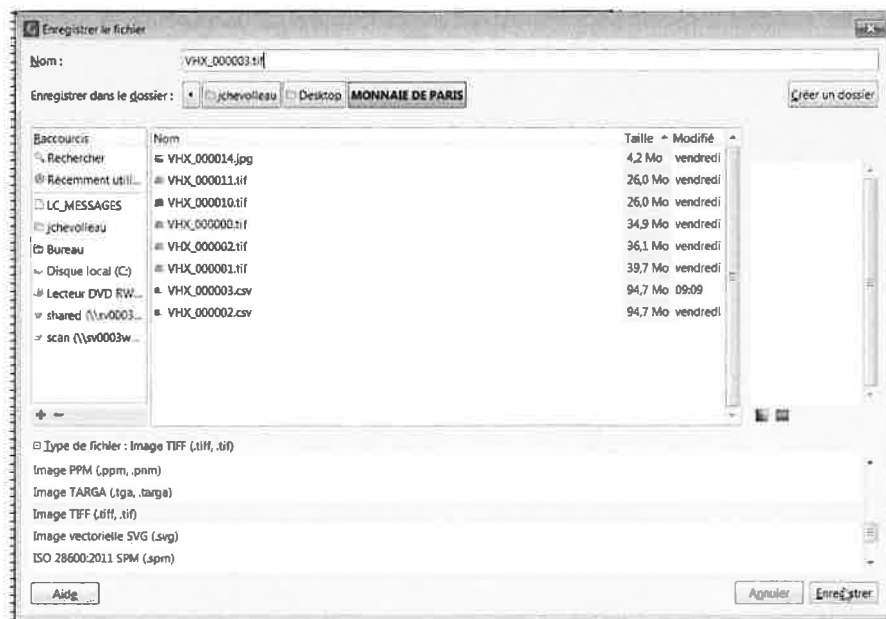 Enregistrer le fichier
Nom : VHX_000003.tif
Enregistrer dans le dossier : jchevolleau Desktop MONNAIE DE PARIS Créer un dossier
Raccourcis Nom Taille Modifié
Rechercher VHX_000014.jpg 4,2 Mo vendredi
Récemment utili... VHX_000011.tif 26,0 Mo vendredi
LC_MESSAGES VHX_000010.tif 26,0 Mo vendredi
jchevolleau VHX_000000.tif 34,9 Mo vendredi
Bureau VHX_000002.tif 36,1 Mo vendredi
Disque local (C:) VHX_000001.tif 39,7 Mo vendredi
Lecteur DVD RW... VHX_000003.csv 94,7 Mo 09:09
shared (\\sv0003... VHX_000002.csv 94,7 Mo vendredi
scan (\\sv0003w...
Type de fichier : Image TIFF (.tiff, .tif)
Image PPM (.ppm, .pnm)
Image TARGA (.tga, .targa)
Image TIFF (.tiff, .tif)
Image vectorielle SVG (.svg)
ISO 28600:2011 SPM (.spm)
Aide Annuler Enregistrer